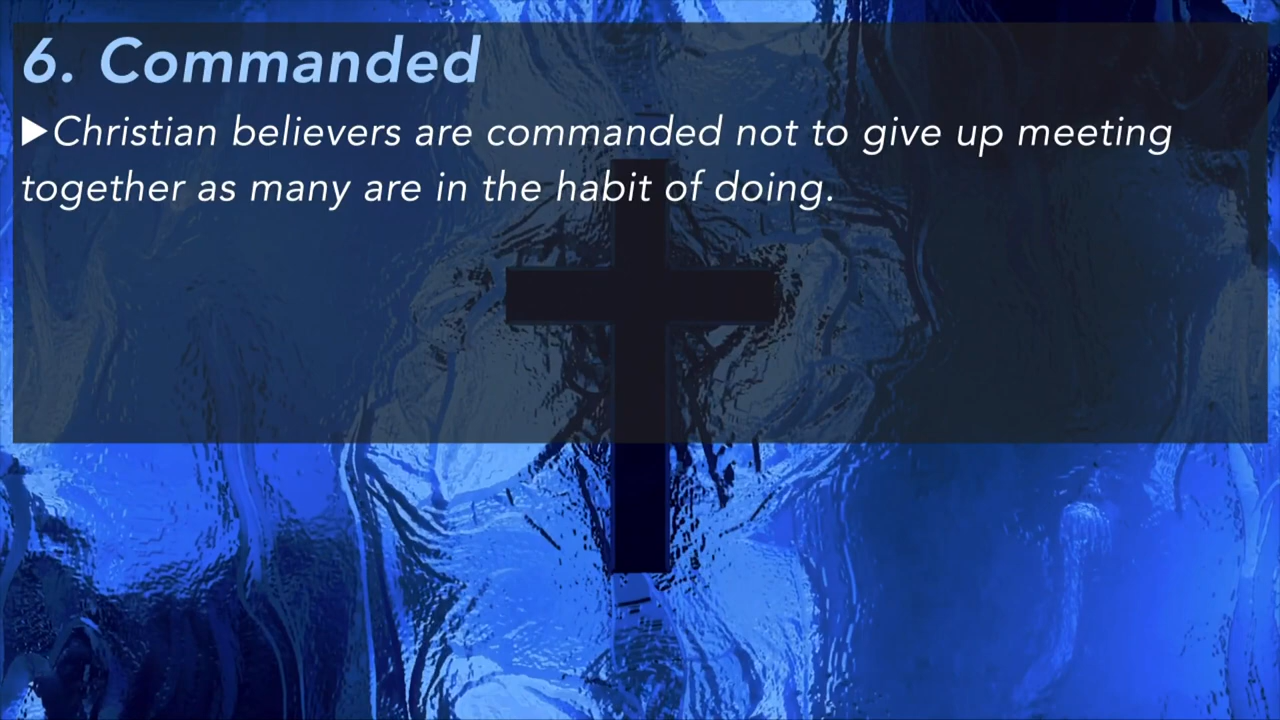 6. Commanded
▶Christian believers are commanded not to give up meeting
together as many are in the habit of doing.